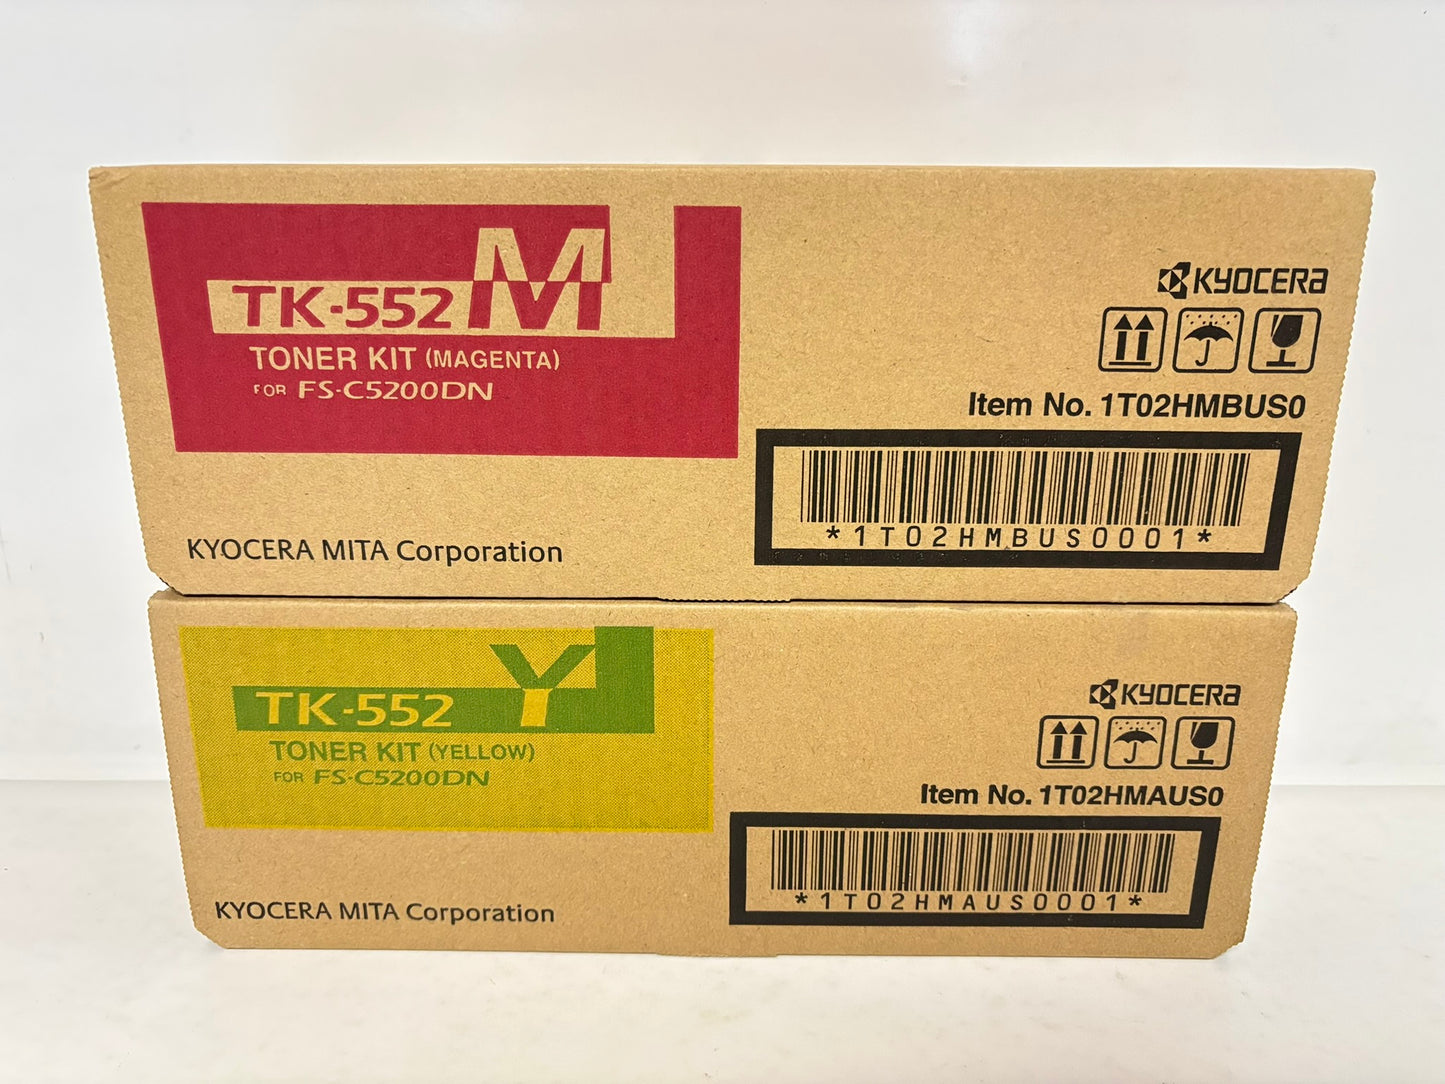 TK-552 M
TONER KIT (MAGENTA)
FOR FS-C5200DN
KYOCERA MITA Corporation
KYOCERA
Item No. 1T02HMBUS0
*1T02HMBUS0001*
TK-552 Y
TONER KIT (YELLOW)
FOR FS-C5200DN
KYOCERA MITA Corporation
KYOCERA
Item No. 1T02HMAUS0
*1T02HMAUS0001*